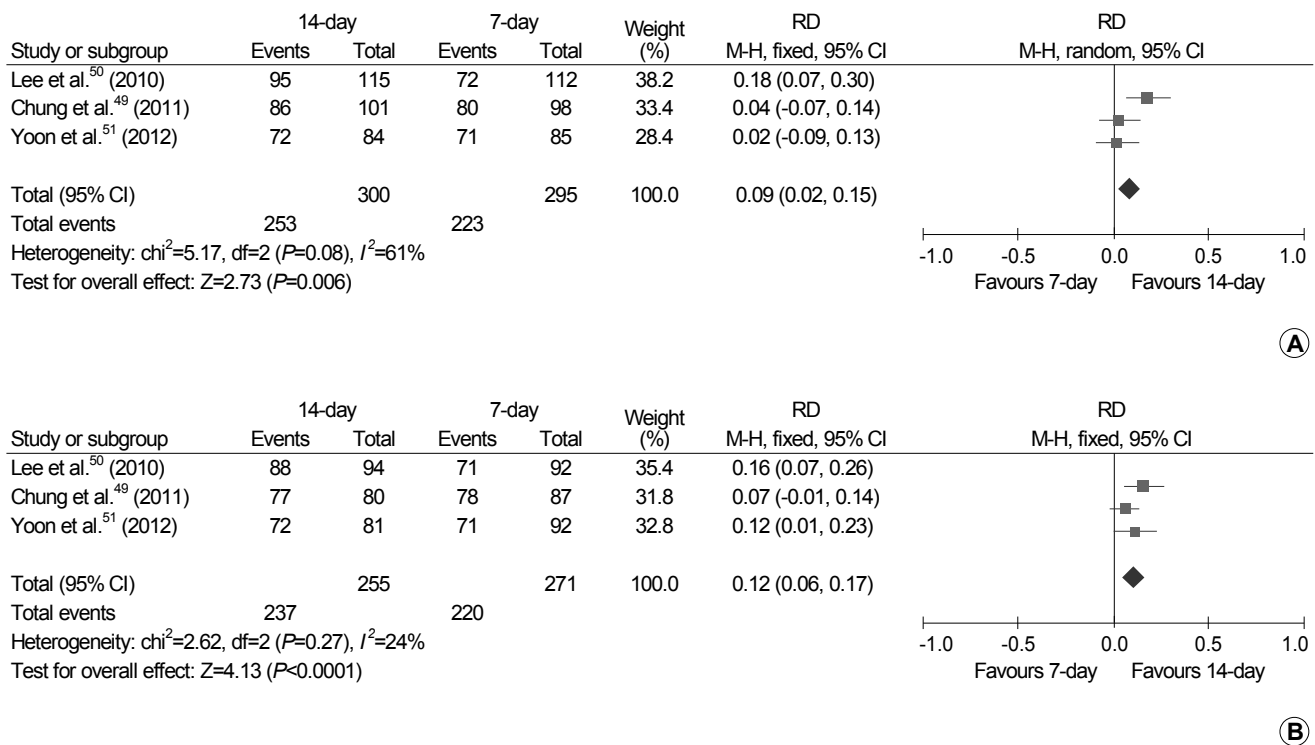 14-day 7-day Weight (%) RD RD
Study or subgroup Events Total Events Total M-H, fixed, 95% CI M-H, random, 95% CI
Lee et al.50 (2010) 95 115 72 112 38.2 0.18 (0.07, 0.30)
Chung et al.49 (2011) 86 101 80 98 33.4 0.04 (-0.07, 0.14)
Yoon et al.51 (2012) 72 84 71 85 28.4 0.02 (-0.09, 0.13)
Total (95% CI) 300 295 100.0 0.09 (0.02, 0.15)
Total events 253 223
Heterogeneity: chi2=5.17, df=2 (P=0.08), I2=61%
-1.0 -0.5 0.0 0.5 1.0
Test for overall effect: Z=2.73 (P=0.006)
Favours 7-day Favours 14-day
A
14-day 7-day Weight (%) RD RD
Study or subgroup Events Total Events Total M-H, fixed, 95% CI M-H, fixed, 95% CI
Lee et al.50 (2010) 88 94 71 92 35.4 0.16 (0.07, 0.26)
Chung et al.49 (2011) 77 80 78 87 31.8 0.07 (-0.01, 0.14)
Yoon et al.51 (2012) 72 81 71 92 32.8 0.12 (0.01, 0.23)
Total (95% CI) 255 271 100.0 0.12 (0.06, 0.17)
Total events 237 220
Heterogeneity: chi2=2.62, df=2 (P=0.27), I2=24%
-1.0 -0.5 0.0 0.5 1.0
Test for overall effect: Z=4.13 (P<0.0001)
Favours 7-day Favours 14-day
B